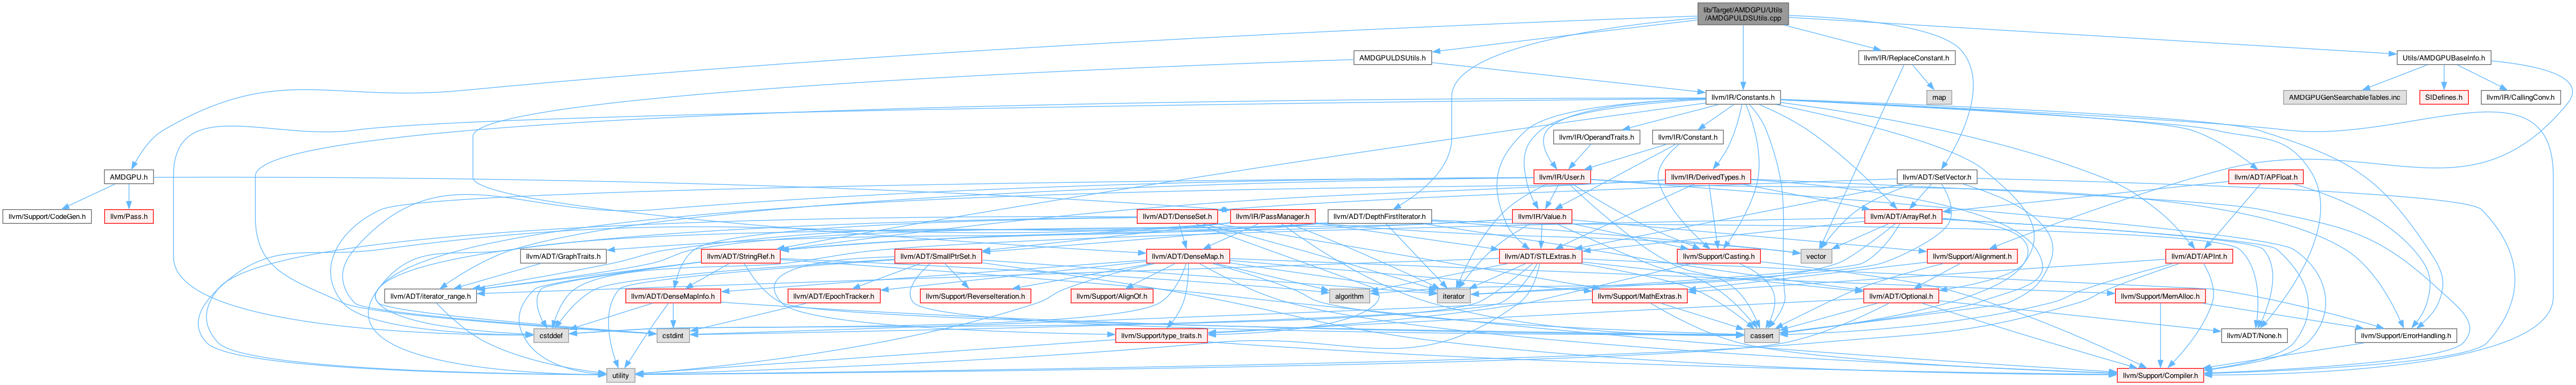 lib/Target/AMDGPU/Utils
/AMDGPULDSUtils.cpp
AMDGPULDSUtils.h
llvm/IR/ReplaceConstant.h
Utils/AMDGPUBaseInfo.h
llvm/IR/Constants.h
map
AMDGPUGenSearchableTables.inc
SIDefines.h
llvm/IR/CallingConv.h
llvm/IR/OperandTraits.h
llvm/IR/Constant.h
AMDGPU.h
llvm/IR/User.h
llvm/IR/DerivedTypes.h
llvm/ADT/SetVector.h
llvm/ADT/APFloat.h
llvm/Support/CodeGen.h
llvm/Pass.h
llvm/ADT/DenseSet.h
llvm/IR/PassManager.h
llvm/ADT/DepthFirstIterator.h
llvm/IR/Value.h
llvm/ADT/ArrayRef.h
llvm/ADT/GraphTraits.h
llvm/ADT/StringRef.h
llvm/ADT/SmallPtrSet.h
llvm/ADT/DenseMap.h
llvm/ADT/STLExtras.h
llvm/Support/Casting.h
vector
llvm/Support/Alignment.h
llvm/ADT/APInt.h
llvm/ADT/iterator_range.h
llvm/ADT/DenseMapInfo.h
llvm/ADT/EpochTracker.h
llvm/Support/ReverseIteration.h
llvm/Support/AlignOf.h
algorithm
iterator
llvm/Support/MathExtras.h
llvm/ADT/Optional.h
llvm/Support/MemAlloc.h
cstddef
cstdint
llvm/Support/type_traits.h
cassert
llvm/ADT/None.h
llvm/Support/ErrorHandling.h
utility
llvm/Support/Compiler.h